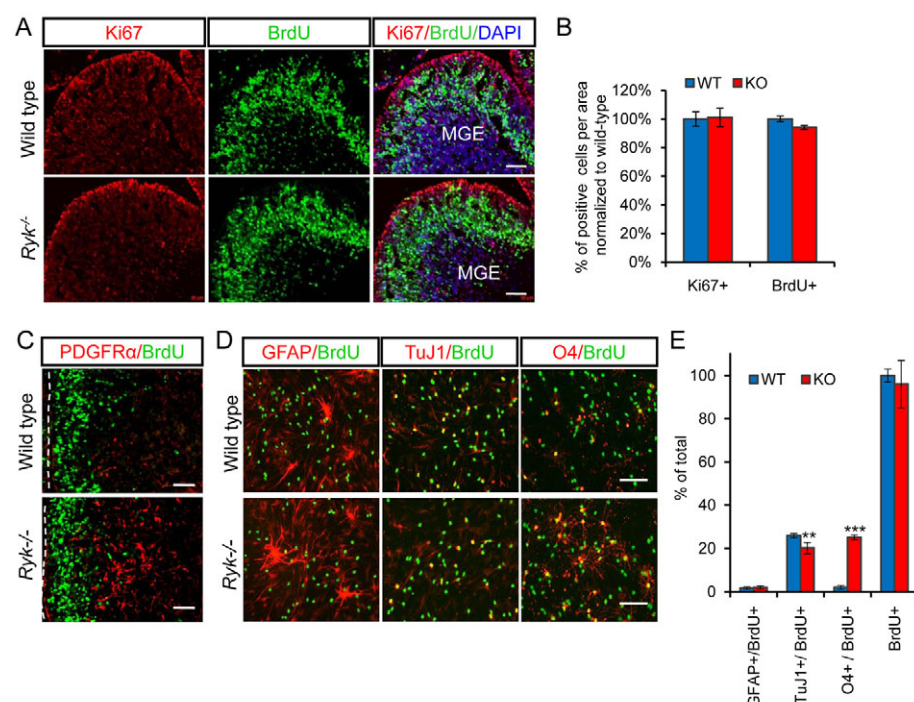 A
Ki67
BrdU
Ki67/BrdU/DAPI
Wild type
MGE
Ryk-/-
MGE
B
WT KO
% of positive cells per area
normalized to wild-type
120%
100%
80%
60%
40%
20%
0%
Ki67+
BrdU+
C
PDGFRα/BrdU
Wild type
Ryk-/-
D
GFAP/BrdU
TuJ1/BrdU
O4/BrdU
Wild type
Ryk-/-
E
WT KO
% of total
100
80
60
40
20
0
**
***
GFAP+/BrdU+
TuJ1+/ BrdU+
O4+ / BrdU+
BrdU+